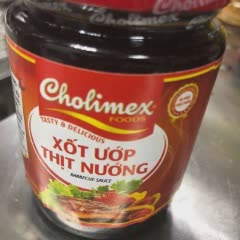 Cholimex
FOODS
TASTY & DELICIOUS
XỐT ƯỚP
THỊT NƯỚNG
BARBECUE SAUCE